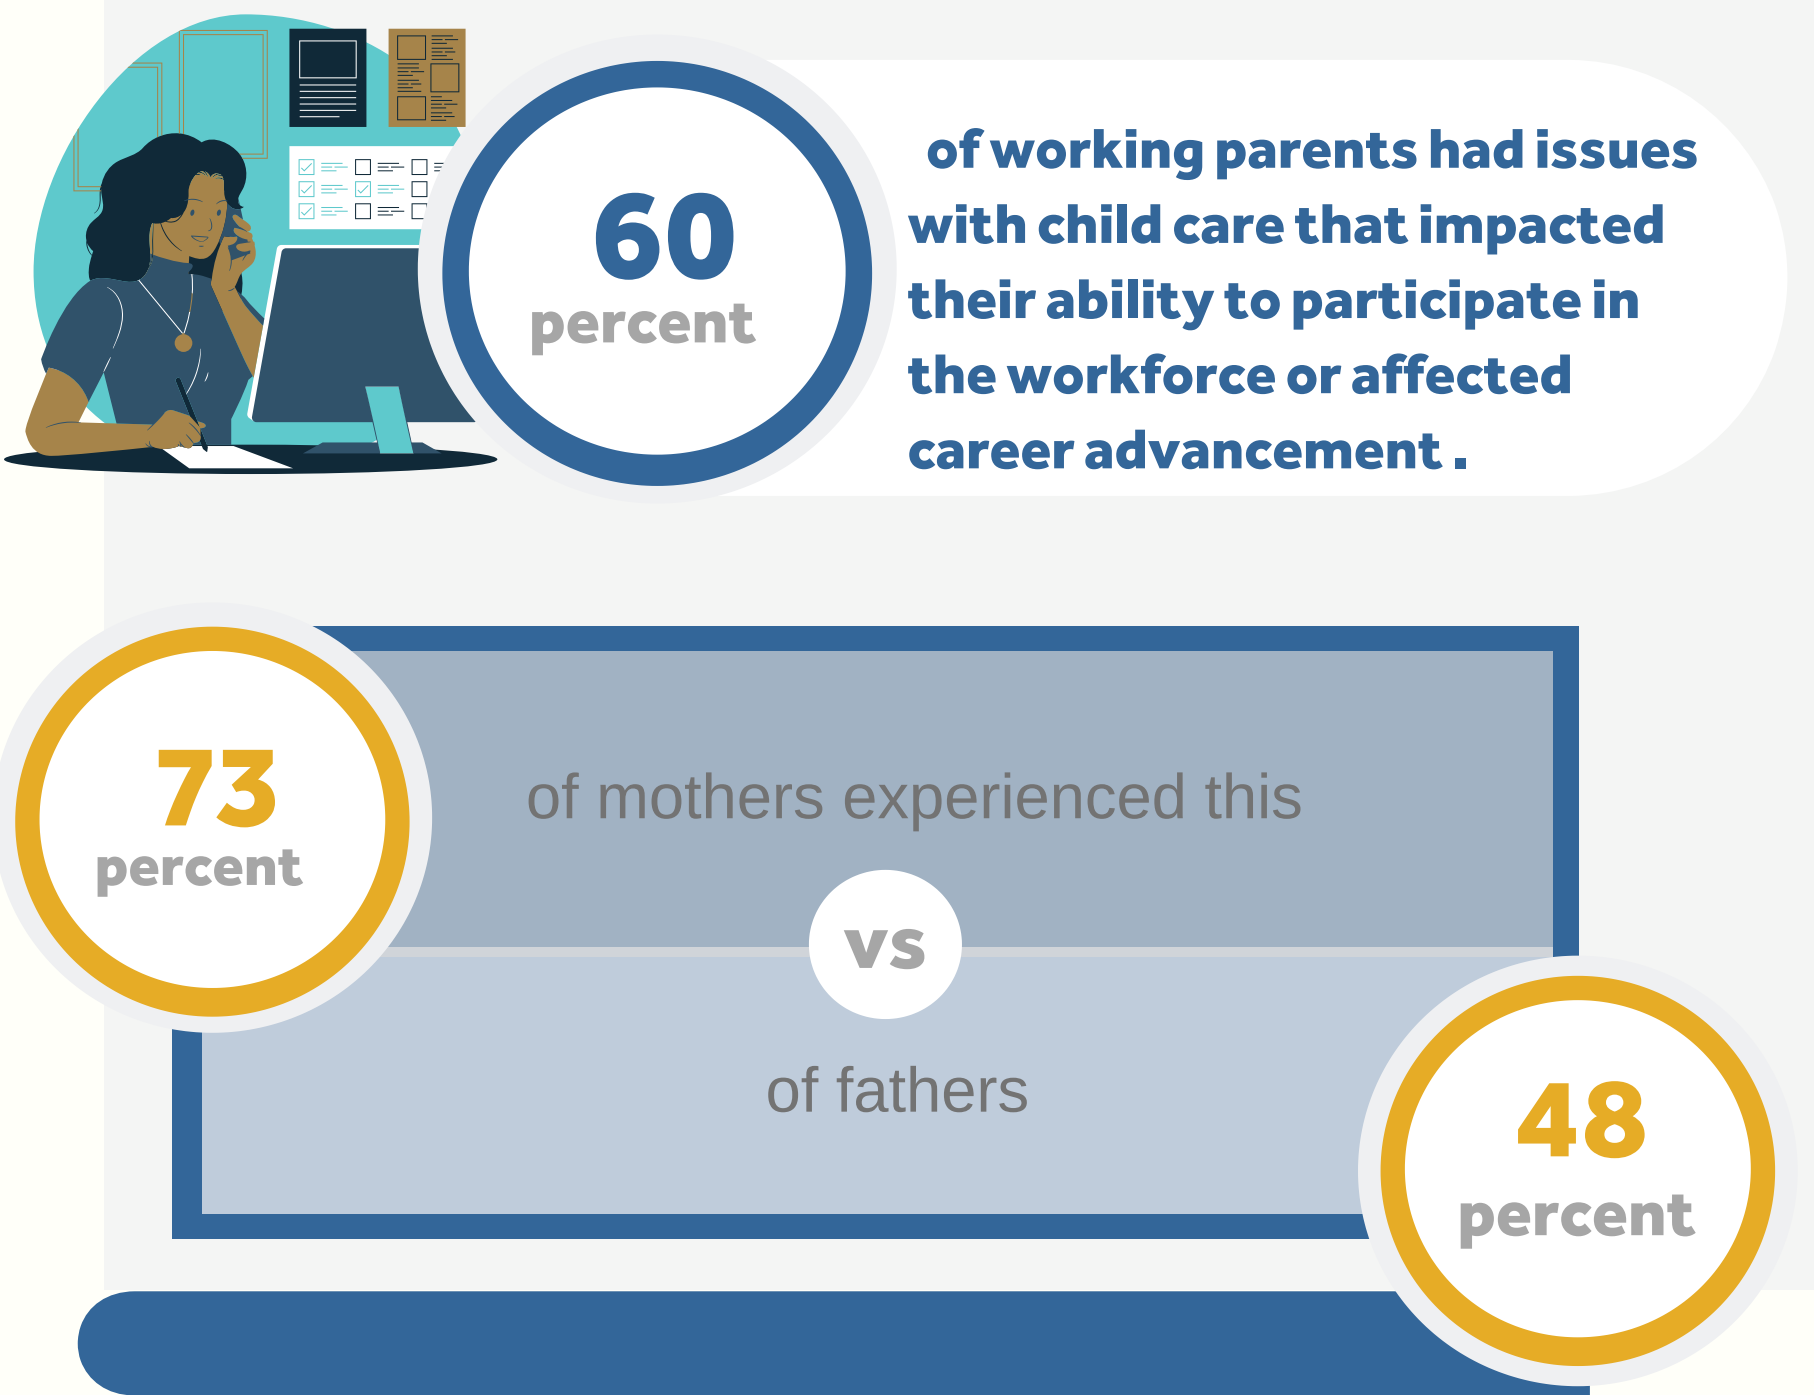 60
percent
of working parents had issues
with child care that impacted
their ability to participate in
the workforce or affected
career advancement .
73
percent
of mothers experienced this
vs
of fathers
48
percent